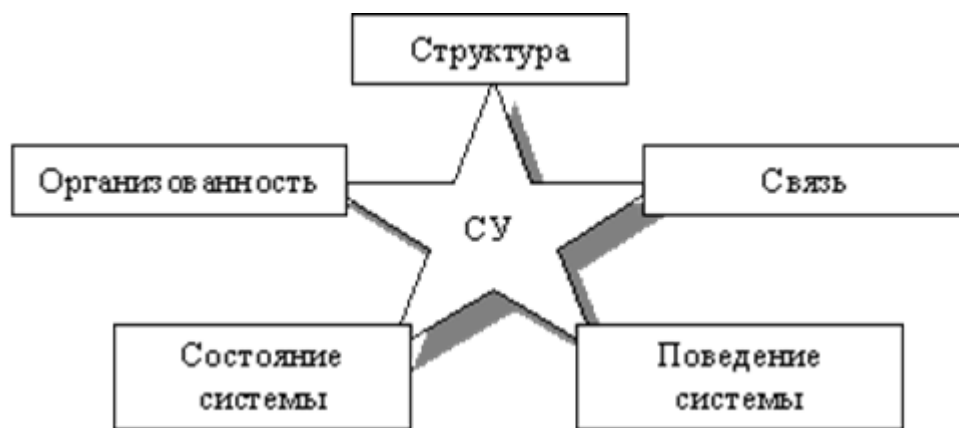 Структура
Организованность
Связь
СУ
Состояние
системы
Поведение
системы